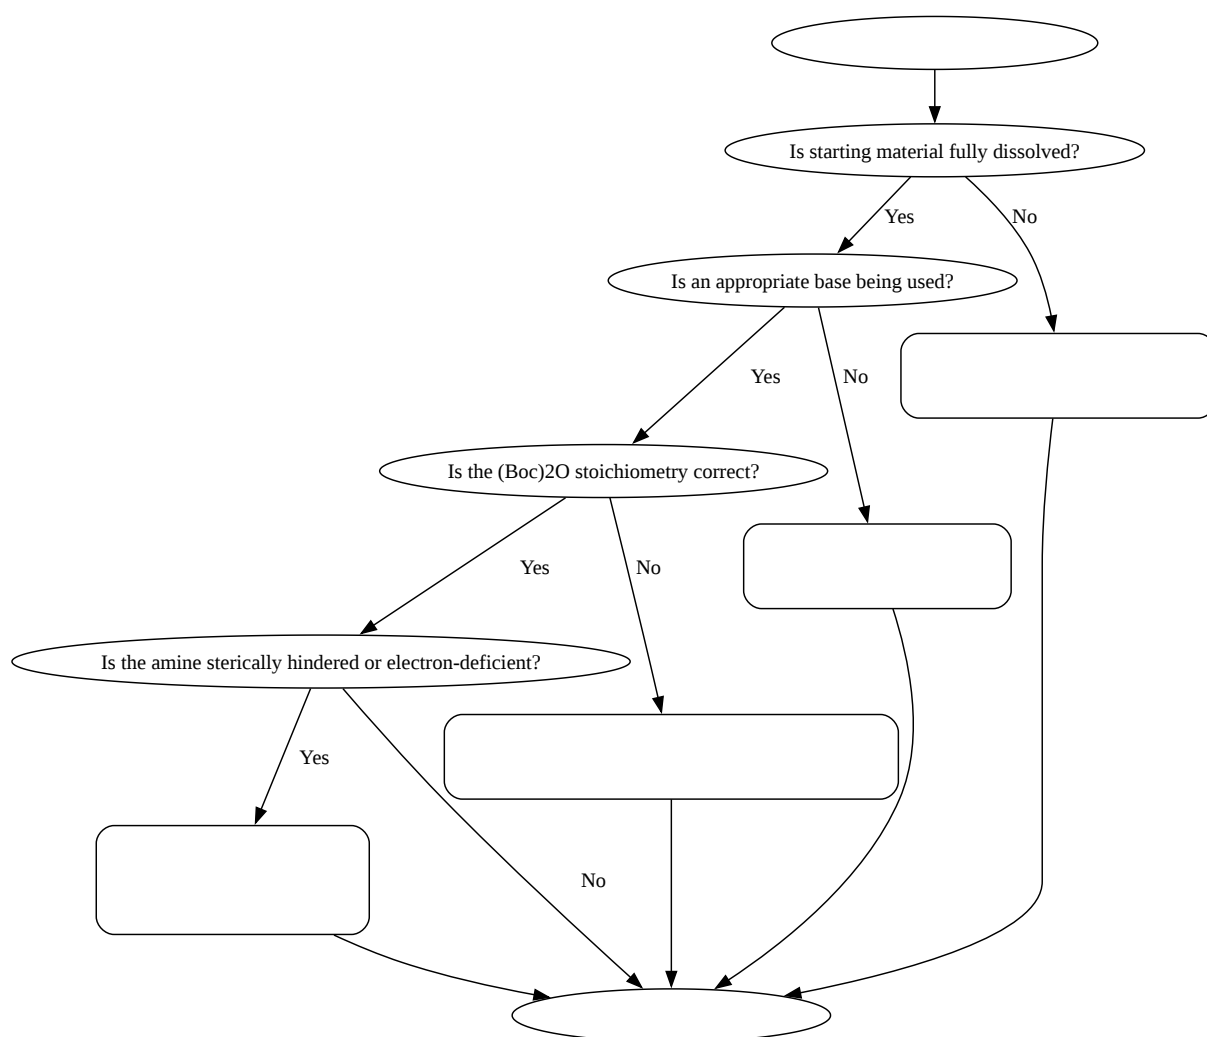 Is starting material fully dissolved?
Yes
No
Is an appropriate base being used?
Yes
No
Is the (Boc)2O stoichiometry correct?
Yes
No
Is the amine sterically hindered or electron-deficient?
Yes
No